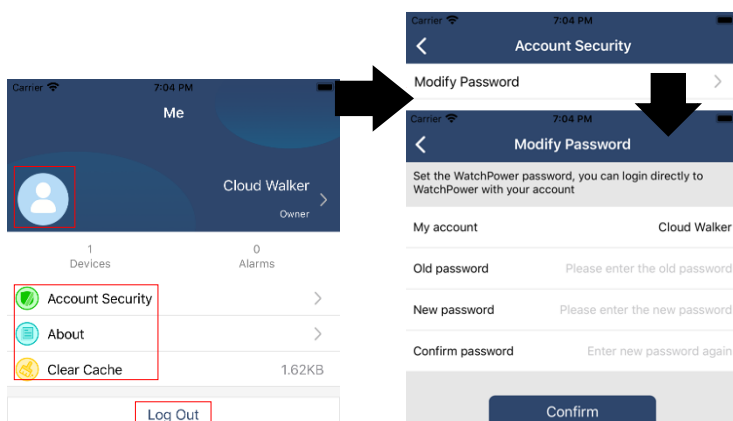 Carrier 7:04 PM
Me
Cloud Walker
Owner
1 0
Devices Alarms
Account Security
About
Clear Cache 1.62KB
Log Out
Carrier 7:04 PM
Account Security
Modify Password
Carrier 7:04 PM
Modify Password
Set the WatchPower password, you can login directly to
WatchPower with your account
My account Cloud Walker
Old password Please enter the old password
New password Please enter the new password
Confirm password Enter new password again
Confirm